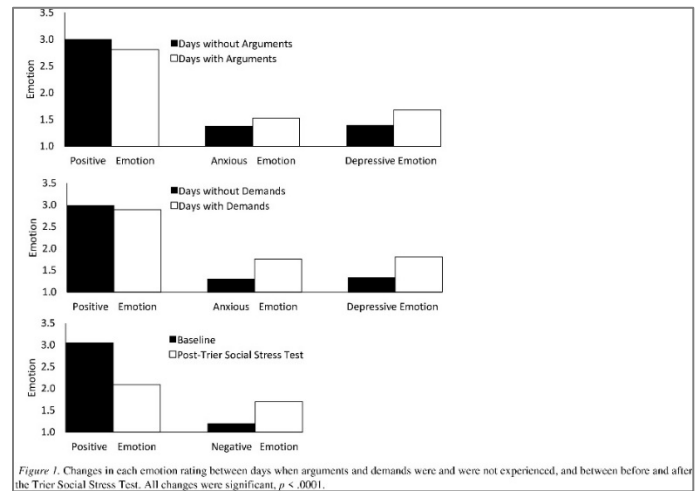 3.5
3.0
2.5
2.0
1.5
1.0
Emotion
Days without Arguments
Days with Arguments
Positive Emotion Anxious Emotion Depressive Emotion
3.5
3.0
2.5
2.0
1.5
1.0
Emotion
Days without Demands
Days with Demands
Positive Emotion Anxious Emotion Depressive Emotion
3.5
3.0
2.5
2.0
1.5
1.0
Emotion
Baseline
Post-Trier Social Stress Test
Positive Emotion Negative Emotion
Figure 1. Changes in each emotion rating between days when arguments and demands were and were not experienced, and between before and after
the Trier Social Stress Test. All changes were significant, p < .0001.